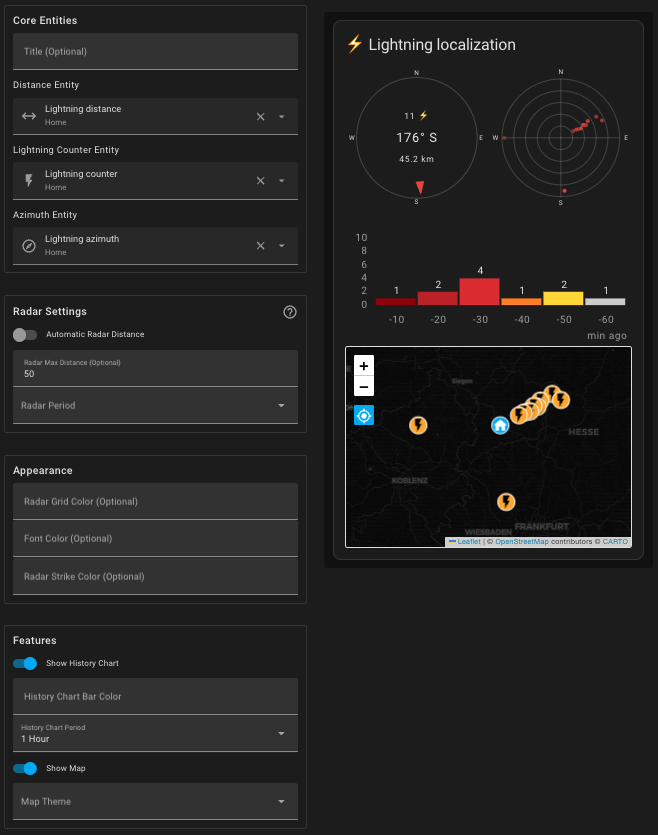 Core Entities
Title (Optional)
Distance Entity
Lightning distance
Home
Lightning Counter Entity
Lightning counter
Home
Azimuth Entity
Lightning azimuth
Home
Radar Settings
Automatic Radar Distance
Radar Max Distance (Optional)
50
Radar Period
Appearance
Radar Grid Color (Optional)
Font Color (Optional)
Radar Strike Color (Optional)
Features
Show History Chart
History Chart Bar Color
History Chart Period
1 Hour
Show Map
Map Theme
⚡ Lightning localization
N
W
E
S
11 ⚡
176° S
45.2 km
N
W
E
S
10
8
6
4
2
0
1
2
4
1
2
1
-10 -20 -30 -40 -50 -60
min ago
+
−
Siegen
HESSE
KOBLENZ
WIESBADEN
FRANKFURT
Leaflet | © OpenStreetMap contributors © CARTO